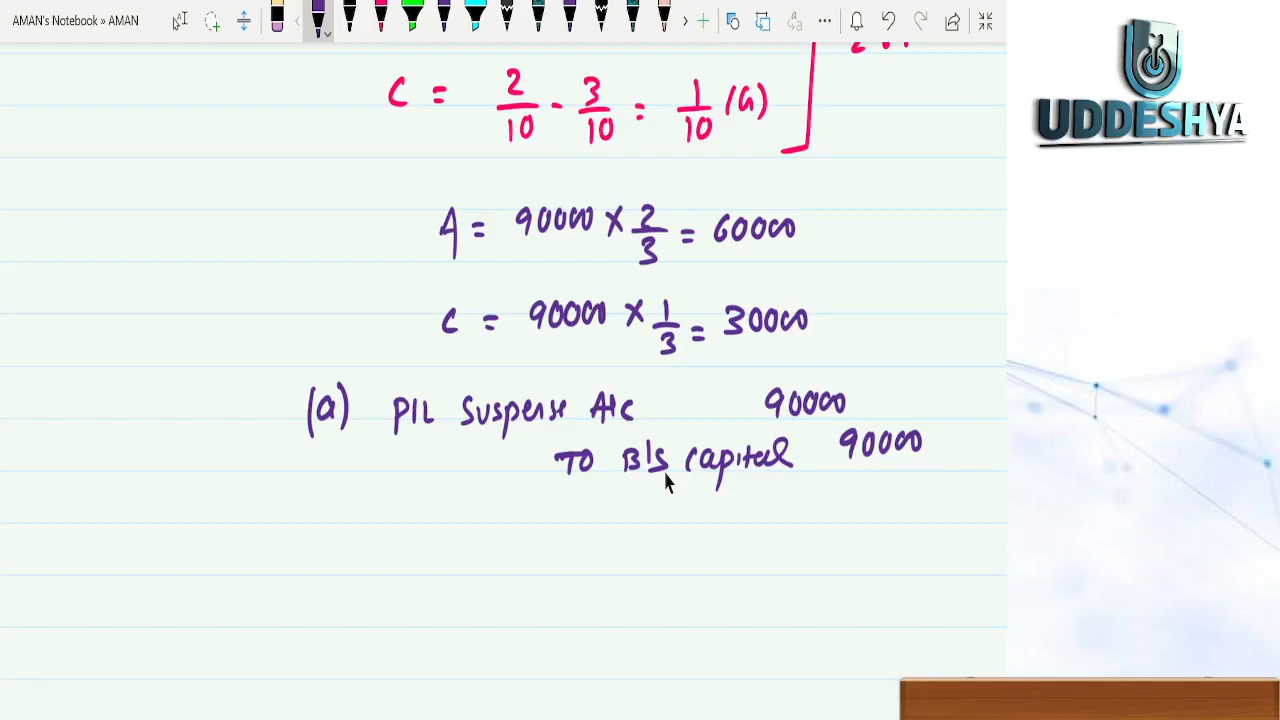 AMAN's Notebook » AMAN
UDDESHYA
C = 2/10 - 3/10 = 1/10 (G)
A = 90000 × 2/3 = 60000
C = 90000 × 1/3 = 30000
(a) P/L Suspense A/C 90000
TO B's capital 90000